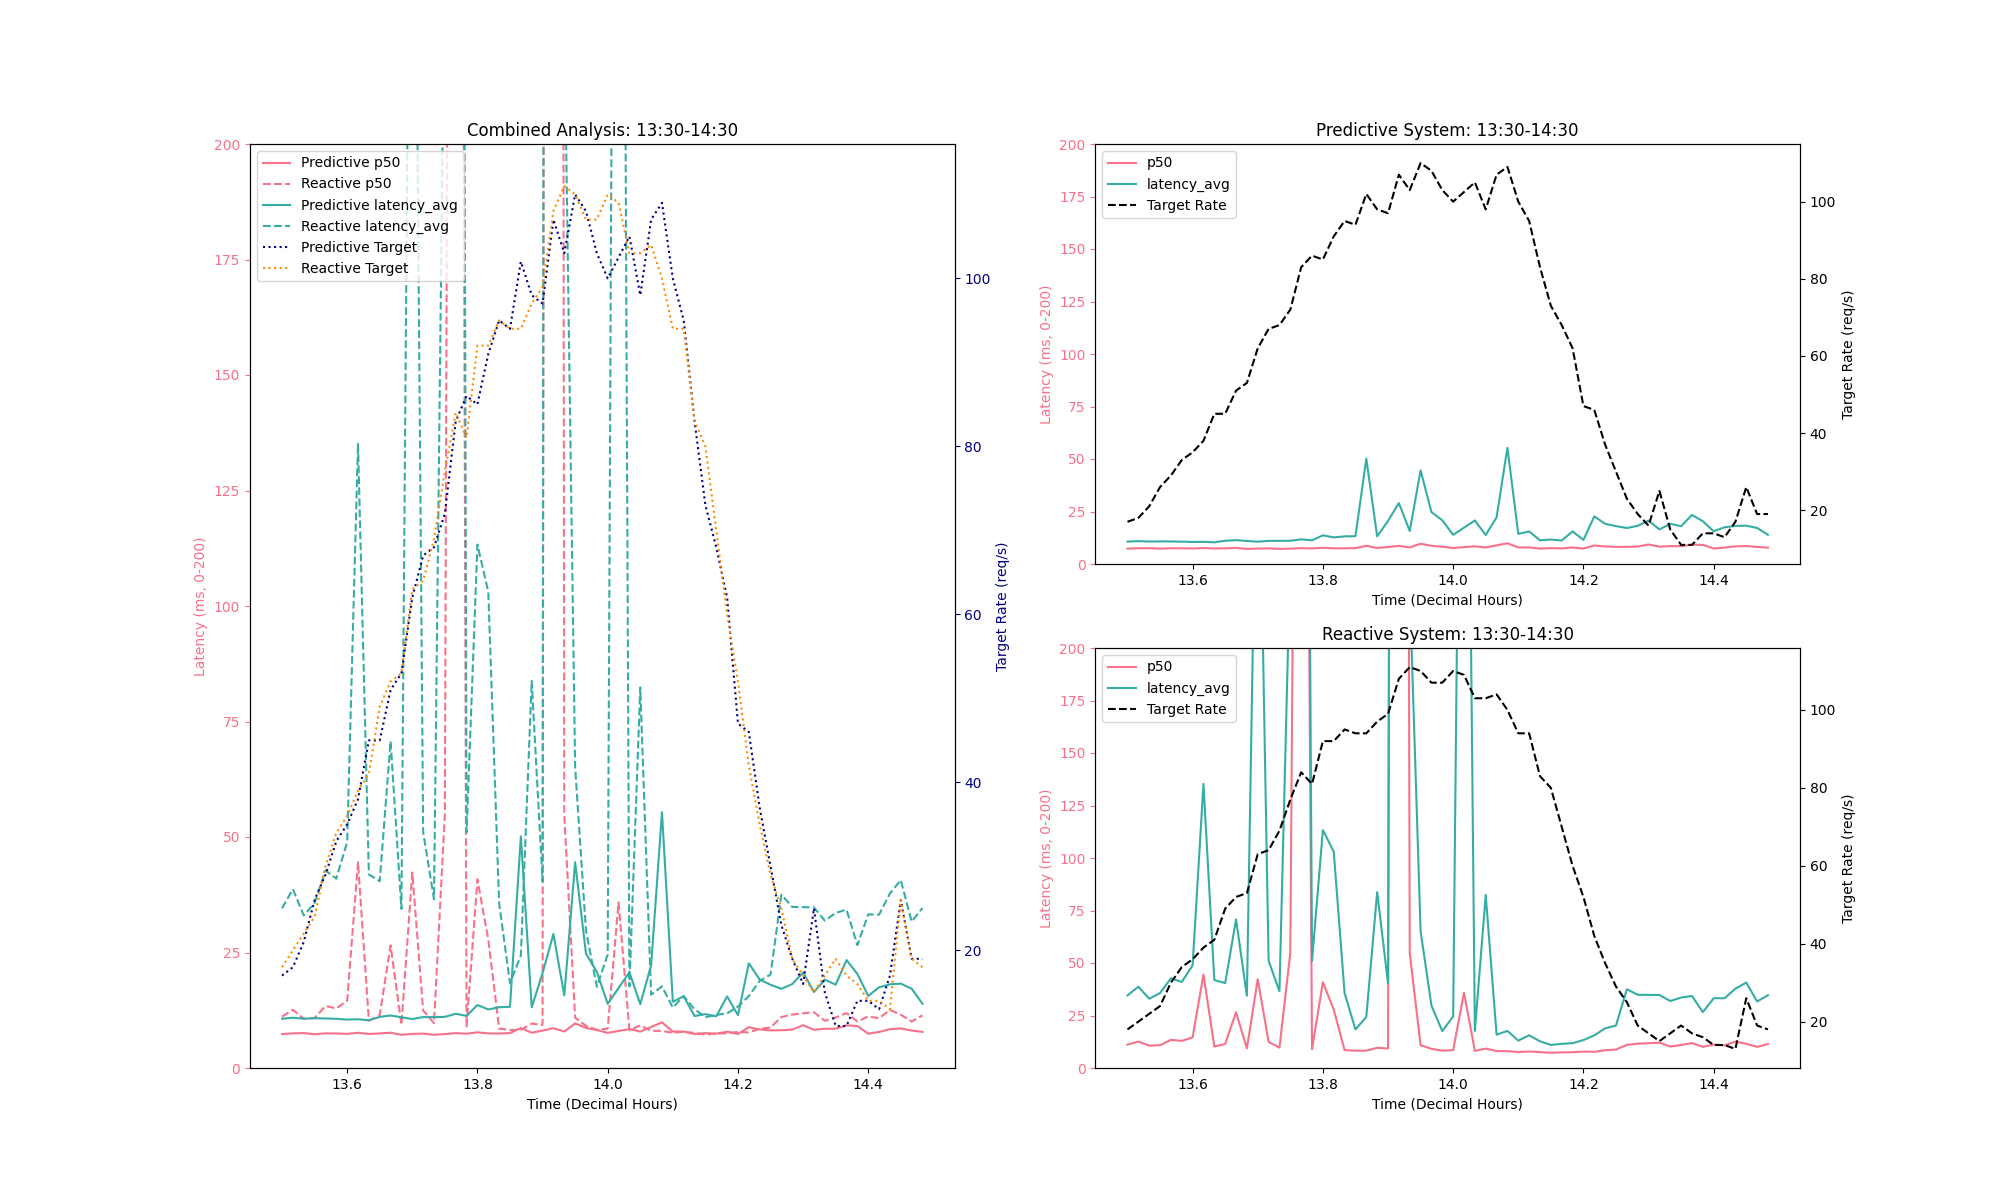 Combined Analysis: 13:30-14:30
Predictive p50
Reactive p50
Predictive latency_avg
Reactive latency_avg
Predictive Target
Reactive Target
200
175
150
125
100
75
50
25
0
Latency (ms, 0-200)
100
80
60
40
20
Target Rate (req/s)
13.6 13.8 14.0 14.2 14.4
Time (Decimal Hours)
Predictive System: 13:30-14:30
p50
latency_avg
Target Rate
200
175
150
125
100
75
50
25
0
Latency (ms, 0-200)
100
80
60
40
20
Target Rate (req/s)
13.6 13.8 14.0 14.2 14.4
Time (Decimal Hours)
Reactive System: 13:30-14:30
p50
latency_avg
Target Rate
200
175
150
125
100
75
50
25
0
Latency (ms, 0-200)
100
80
60
40
20
Target Rate (req/s)
13.6 13.8 14.0 14.2 14.4
Time (Decimal Hours)